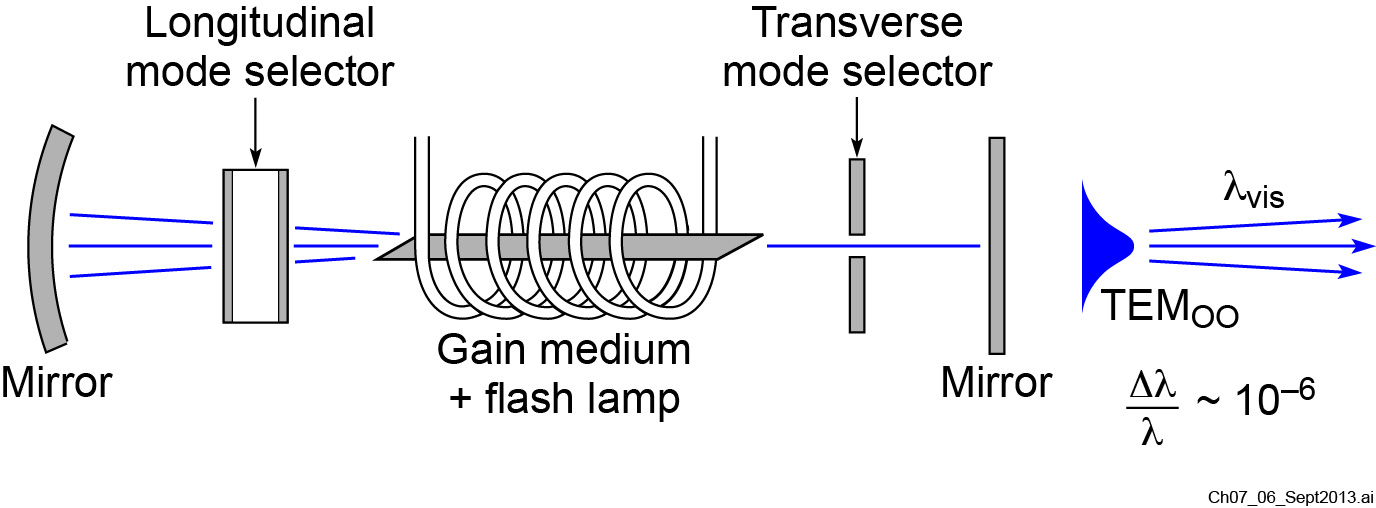 Longitudinal
mode selector
Transverse
mode selector
λvis
TEMOO
Gain medium
+ flash lamp
Mirror
Mirror
Δλ/λ ~ 10–6
Ch07_06_Sept2013.ai